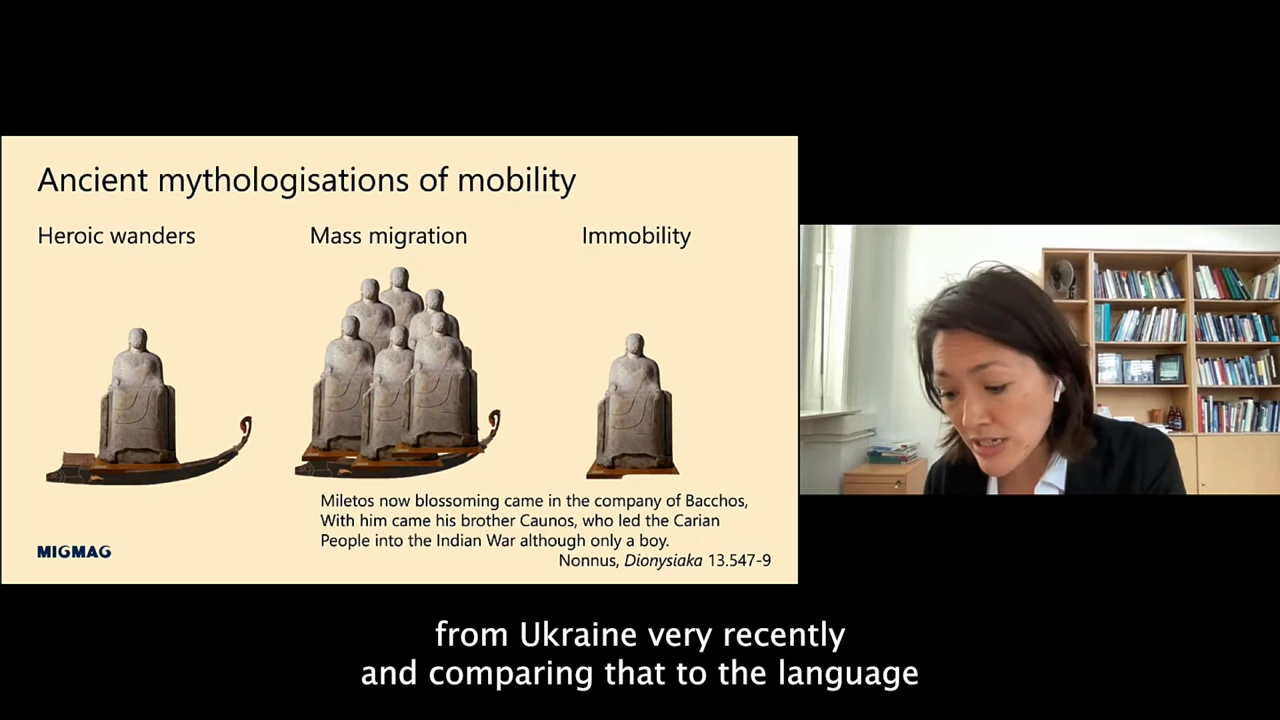 Ancient mythologisations of mobility
Heroic wanders
Mass migration
Immobility
Miletos now blossoming came in the company of Bacchos,
With him came his brother Caunos, who led the Carian
People into the Indian War although only a boy.
Nonnus, Dionysiaka 13.547-9
MIGMAG
from Ukraine very recently
and comparing that to the language